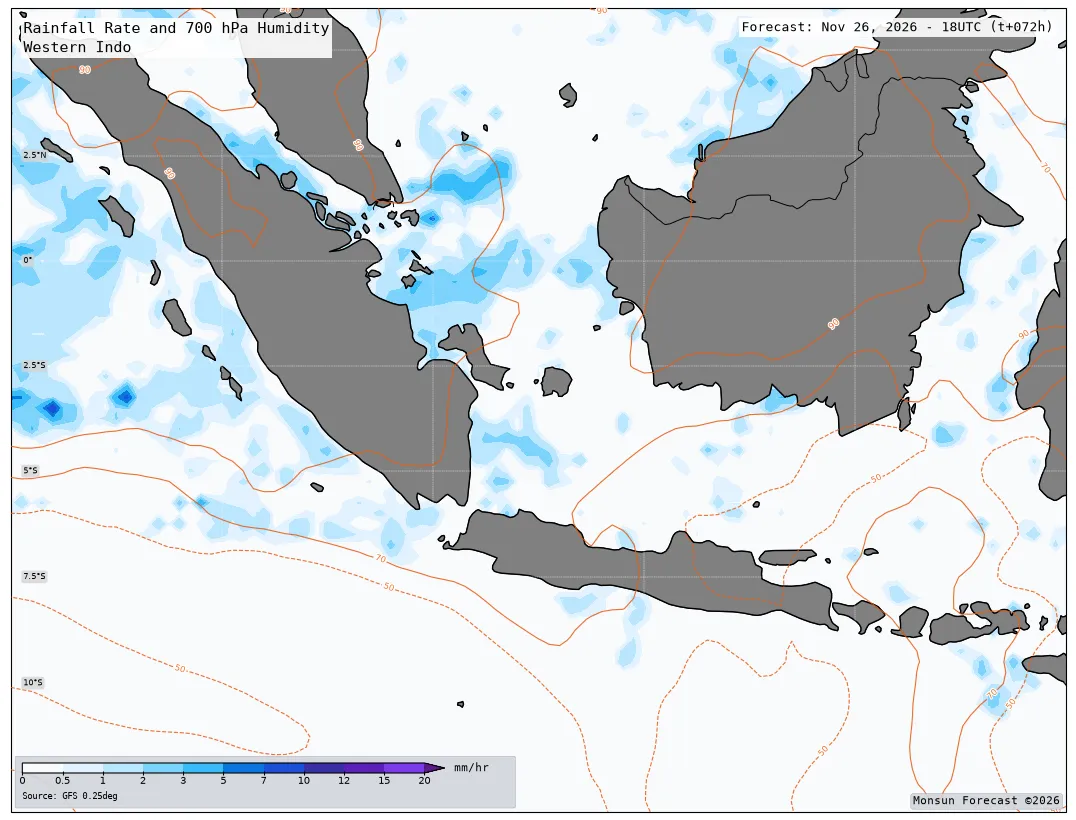 Rainfall Rate and 700 hPa Humidity
Western Indo
Forecast: Nov 26, 2026 - 18UTC (t+072h)
90
90
90
90
90
70
2.5°N
0°
90
90
2.5°S
5°S
50
70
50
7.5°S
50
10°S
70
50
50
0 0.5 1 2 3 5 7 10 12 15 20 mm/hr
Source: GFS 0.25deg
Monsun Forecast ©2026